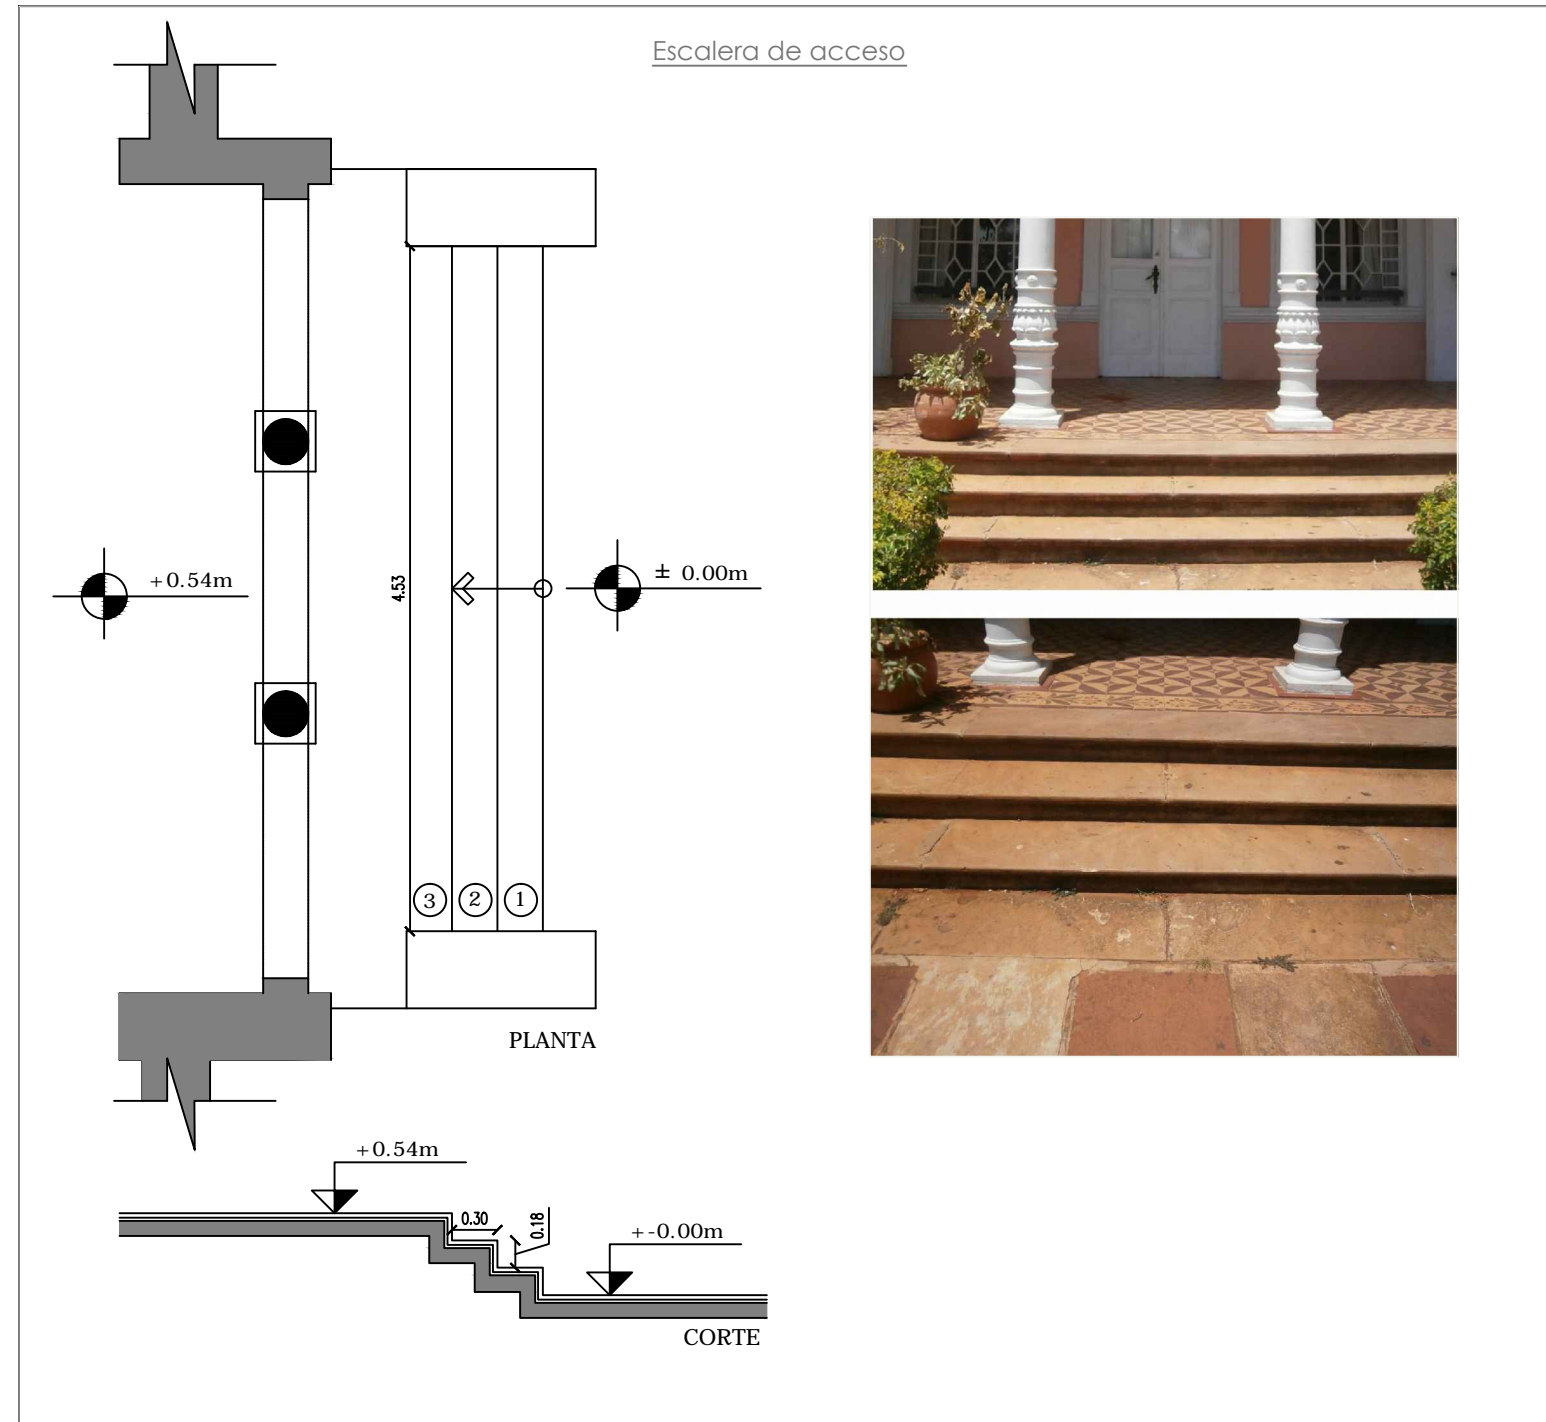 Escalera de acceso
+0.54m
4.53
± 0.00m
3 2 1
PLANTA
+0.54m
0.30
0.18
+-0.00m
CORTE